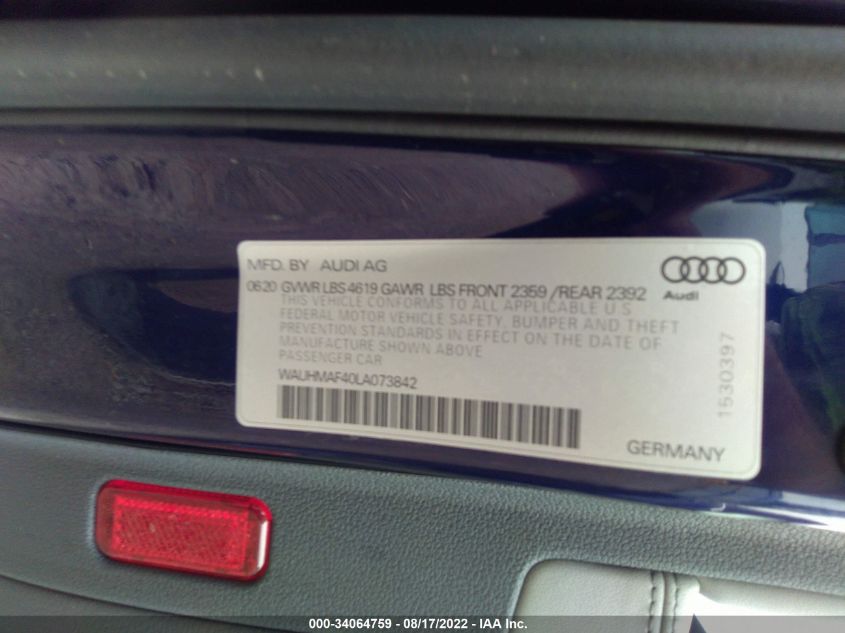 MFD. BY AUDI AG
0620 GVWR LBS 4619 GAWR LBS FRONT 2359 /REAR 2392
THIS VEHICLE CONFORMS TO ALL APPLICABLE U S
FEDERAL MOTOR VEHICLE SAFETY, BUMPER AND THEFT
PREVENTION STANDARDS IN EFFECT ON THE DATE OF
MANUFACTURE SHOWN ABOVE
PASSENGER CAR
WAUHMAF40LA073842
Audi
1530397
GERMANY
000-34064759 - 08/17/2022 - IAA Inc.